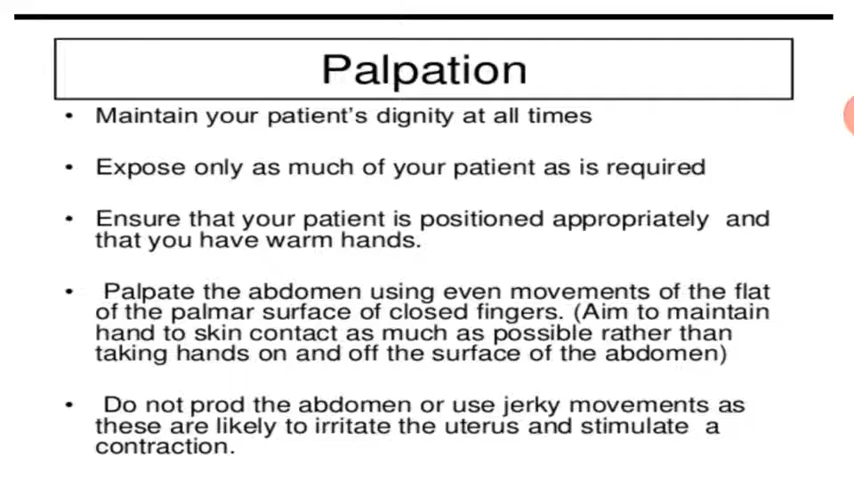 Palpation
• Maintain your patient's dignity at all times
• Expose only as much of your patient as is required
• Ensure that your patient is positioned appropriately and
that you have warm hands.
• Palpate the abdomen using even movements of the flat
of the palmar surface of closed fingers. (Aim to maintain
hand to skin contact as much as possible rather than
taking hands on and off the surface of the abdomen)
• Do not prod the abdomen or use jerky movements as
these are likely to irritate the uterus and stimulate a
contraction.